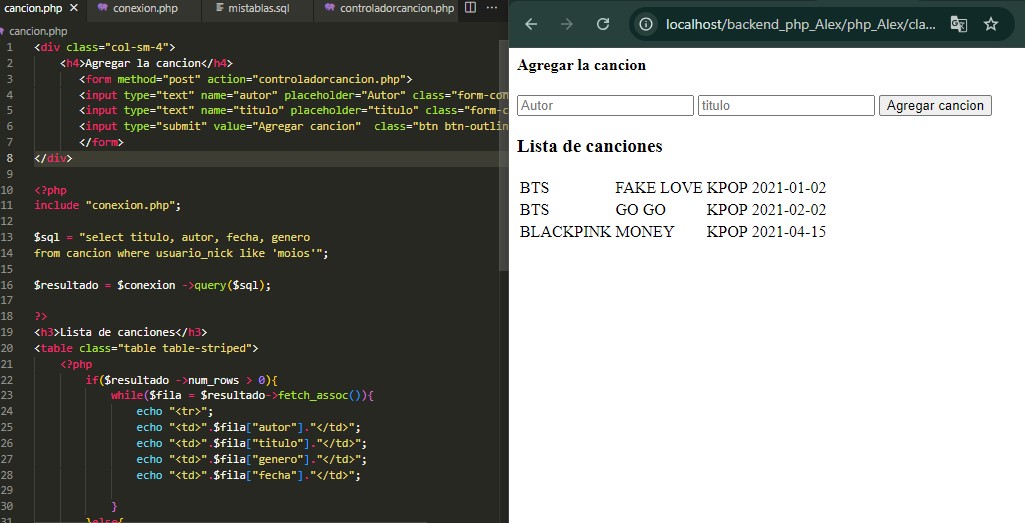 cancion.php
conexion.php
mistablas.sql
controladorcancion.php
cancion.php
1 <div class="col-sm-4">
2 <h4>Agregar la cancion</h4>
3 <form method="post" action="controladorcancion.php">
4 <input type="text" name="autor" placeholder="Autor" class="form-con
5 <input type="text" name="titulo" placeholder="titulo" class="form-c
6 <input type="submit" value="Agregar cancion"  class="btn btn-outlin
7 </form>
8 </div>
9
10 <?php
11 include "conexion.php";
12
13 $sql = "select titulo, autor, fecha, genero
14 from cancion where usuario_nick like 'moios'";
15
16 $resultado = $conexion ->query($sql);
17
18 ?>
19 <h3>Lista de canciones</h3>
20 <table class="table table-striped">
21 <?php
22 if($resultado ->num_rows > 0){
23 while($fila = $resultado->fetch_assoc()){
24 echo "<tr>";
25 echo "<td>".$fila["autor"]."</td>";
26 echo "<td>".$fila["titulo"]."</td>";
27 echo "<td>".$fila["genero"]."</td>";
28 echo "<td>".$fila["fecha"]."</td>";
29
30 }
31 }else{
localhost/backend_php_Alex/php_Alex/cla...
Agregar la cancion
Autor titulo Agregar cancion
Lista de canciones
BTS FAKE LOVE KPOP 2021-01-02
BTS GO GO KPOP 2021-02-02
BLACKPINK MONEY KPOP 2021-04-15